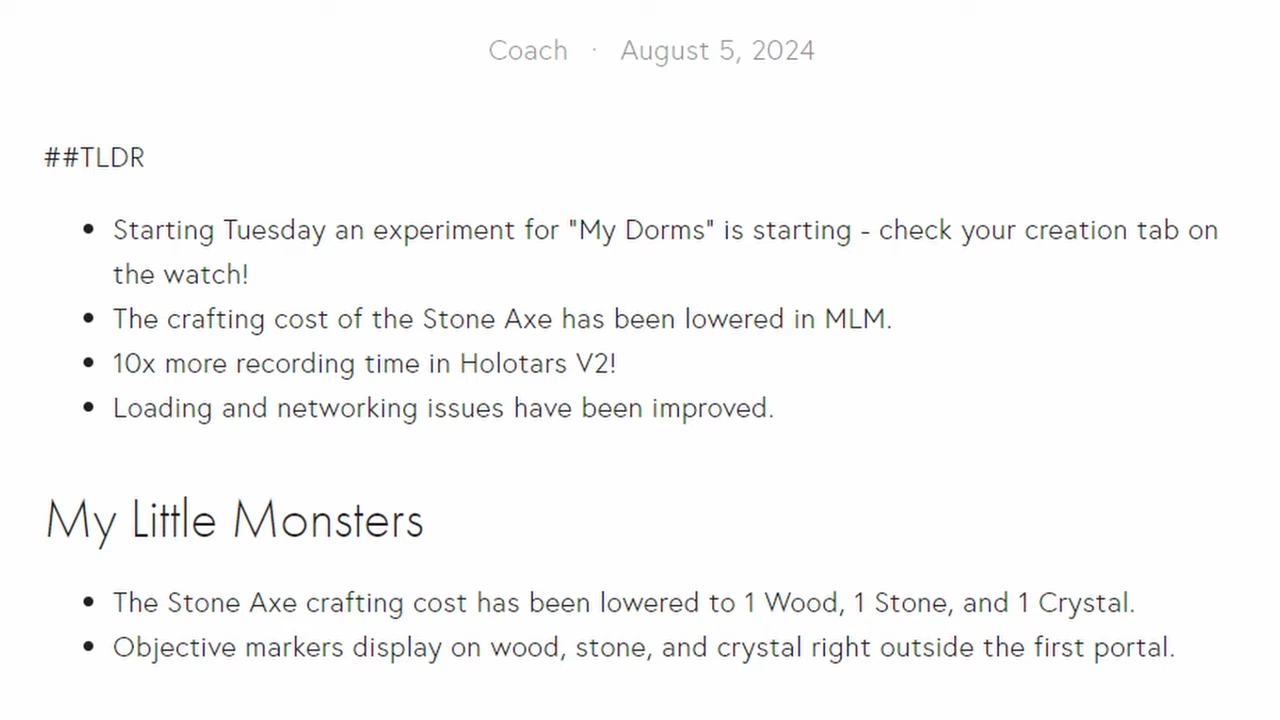 Coach · August 5, 2024
##TLDR
• Starting Tuesday an experiment for "My Dorms" is starting - check your creation tab on
the watch!
• The crafting cost of the Stone Axe has been lowered in MLM.
• 10x more recording time in Holotars V2!
• Loading and networking issues have been improved.
My Little Monsters
• The Stone Axe crafting cost has been lowered to 1 Wood, 1 Stone, and 1 Crystal.
• Objective markers display on wood, stone, and crystal right outside the first portal.